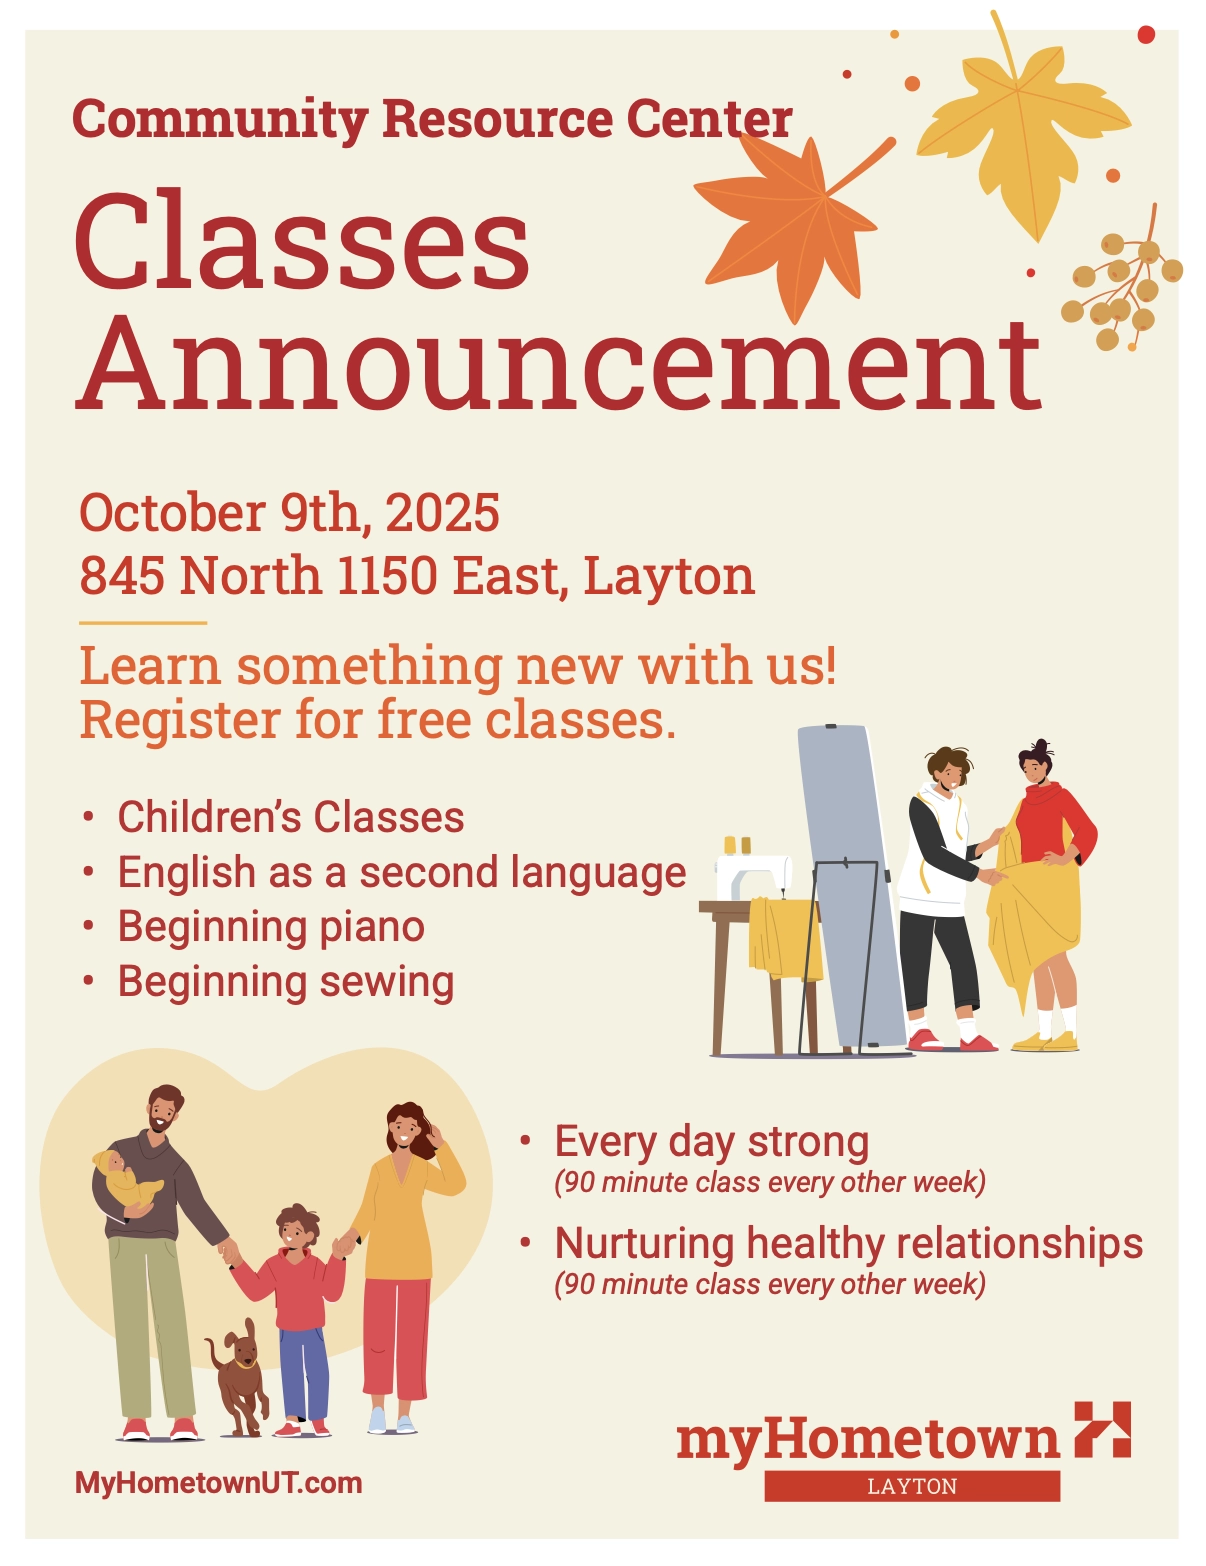 Community Resource Center
Classes
Announcement
October 9th, 2025
845 North 1150 East, Layton
Learn something new with us!
Register for free classes.
• Children’s Classes
• English as a second language
• Beginning piano
• Beginning sewing
• Every day strong
(90 minute class every other week)
• Nurturing healthy relationships
(90 minute class every other week)
MyHometownUT.com
myHometown
LAYTON